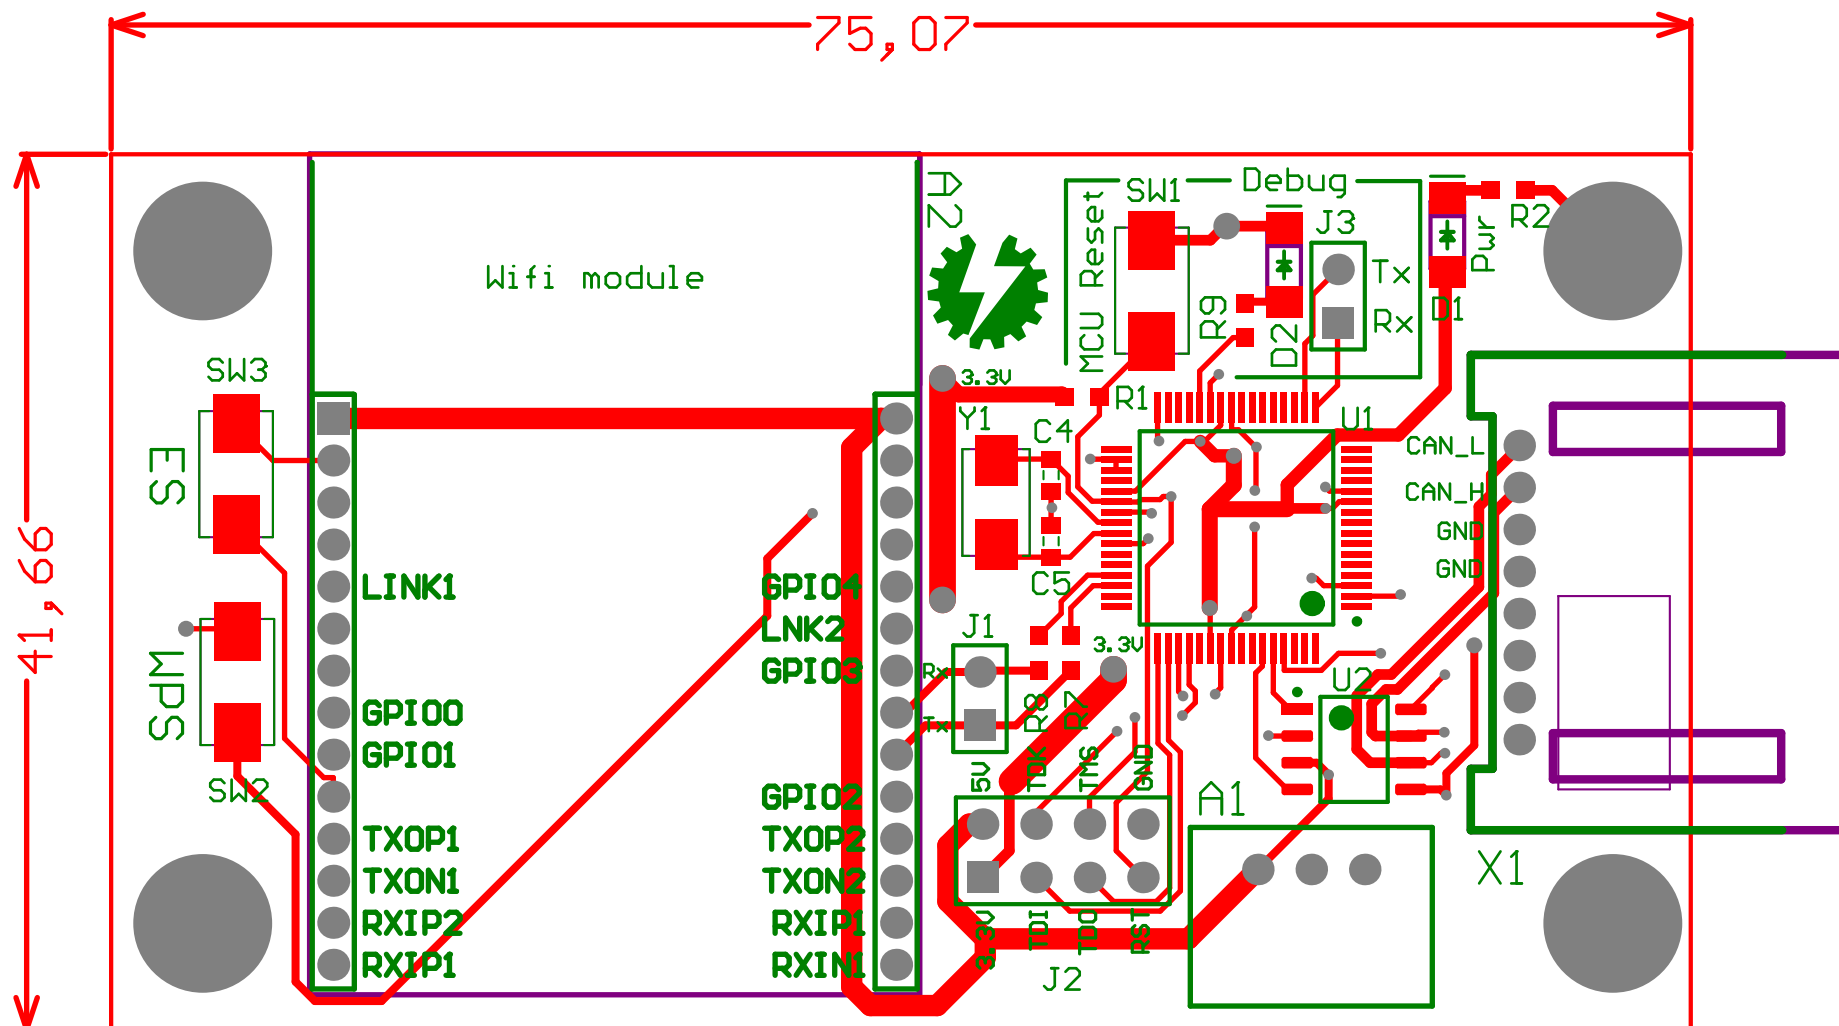 75,07
41,66
Wifi module
A2
SW1
Debug
J3
MCU Reset
Tx
Rx
R9
D2
Pwr
D1
R2
SW3
ES
3.3V
R1
Y1
C4
C5
U1
CAN_L
CAN_H
GND
GND
LINK1
GPIO4
LNK2
GPIO3
GPIO0
GPIO1
GPIO2
TXOP1
TXOP2
TXON1
TXON2
RXIP2
RXIP1
RXIP1
RXIN1
WPS
SW2
J1
Rx
Tx
R8
R7
3.3V
U2
5V
TDK
TMS
GND
A1
3.3V
TDI
TDO
RST
J2
X1